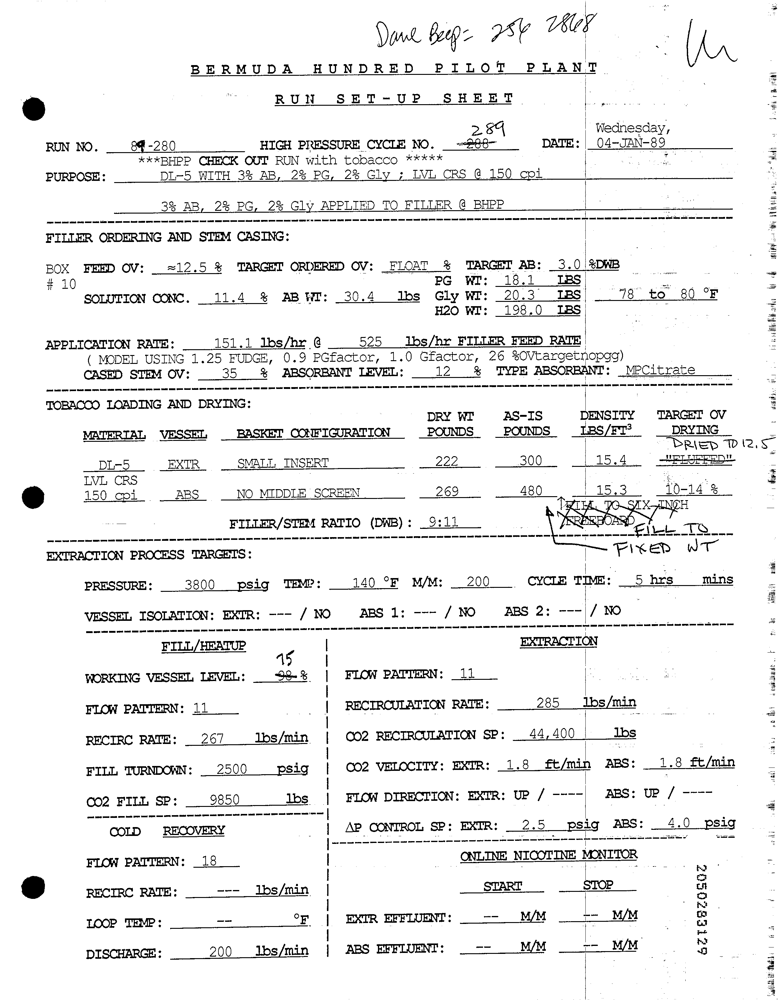 Dave Beep = 254 2868
BERMUDA HUNDRED PILOT PLANT
RUN SET-UP SHEET
289
Wednesday,
RUN NO. 89-280 HIGH PRESSURE CYCLE NO. 288 DATE: 04-JAN-89
***BHPP CHECK OUT RUN with tobacco *****
PURPOSE: DL-5 WITH 3% AB, 2% PG, 2% Gly ; LVL CRS @ 150 cpi
3% AB, 2% PG, 2% Gly APPLIED TO FILLER @ BHPP
FILLER ORDERING AND STEM CASING:
BOX FEED OV: ≈12.5 % TARGET ORDERED OV: FLOAT % TARGET AB: 3.0 %DWB
# 10 PG WT: 18.1 LBS
SOLUTION CONC. 11.4 % AB WT: 30.4 lbs Gly WT: 20.3 LBS 78 to 80 °F
H2O WT: 198.0 LBS
APPLICATION RATE: 151.1 lbs/hr @ 525 lbs/hr FILLER FEED RATE
( MODEL USING 1.25 FUDGE, 0.9 PGfactor, 1.0 Gfactor, 26 %OVtargetnopgg)
CASED STEM OV: 35 % ABSORBANT LEVEL: 12 % TYPE ABSORBANT: MPCitrate
TOBACCO LOADING AND DRYING:
DRY WT AS-IS DENSITY TARGET OV
MATERIAL VESSEL BASKET CONFIGURATION POUNDS POUNDS LBS/FT³ DRYING
DRIED TO 12.5
DL-5 EXTR SMALL INSERT 222 300 15.4 "FLUFFED"
LVL CRS
150 cpi ABS NO MIDDLE SCREEN 269 480 15.3 10-14 %
FILL TO SIX-INCH
FILLER/STEM RATIO (DWB): 9:11 FREEBOARD FILL TO
FIXED WT
EXTRACTION PROCESS TARGETS:
PRESSURE: 3800 psig TEMP: 140 °F M/M: 200 CYCLE TIME: 5 hrs mins
VESSEL ISOLATION: EXTR: --- / NO ABS 1: --- / NO ABS 2: --- / NO
FILL/HEATUP
75
WORKING VESSEL LEVEL: 98 %
FLOW PATTERN: 11
RECIRC RATE: 267 lbs/min
FILL TURNDOWN: 2500 psig
CO2 FILL SP: 9850 lbs
COLD RECOVERY
FLOW PATTERN: 18
RECIRC RATE: --- lbs/min
LOOP TEMP: -- °F
DISCHARGE: 200 lbs/min
EXTRACTION
FLOW PATTERN: 11
RECIRCULATION RATE: 285 lbs/min
CO2 RECIRCULATION SP: 44,400 lbs
CO2 VELOCITY: EXTR: 1.8 ft/min ABS: 1.8 ft/min
FLOW DIRECTION: EXTR: UP / ---- ABS: UP / ----
ΔP CONTROL SP: EXTR: 2.5 psig ABS: 4.0 psig
ONLINE NICOTINE MONITOR
START STOP
EXTR EFFLUENT: -- M/M -- M/M
ABS EFFLUENT: -- M/M -- M/M
2050283129